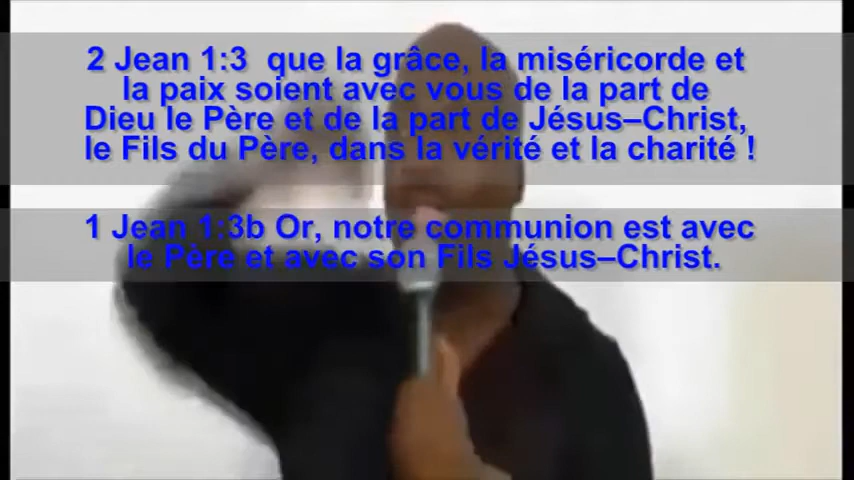 2 Jean 1:3 que la grâce, la miséricorde et
la paix soient avec vous de la part de
Dieu le Père et de la part de Jésus–Christ,
le Fils du Père, dans la vérité et la charité !
1 Jean 1:3b Or, notre communion est avec
le Père et avec son Fils Jésus–Christ.